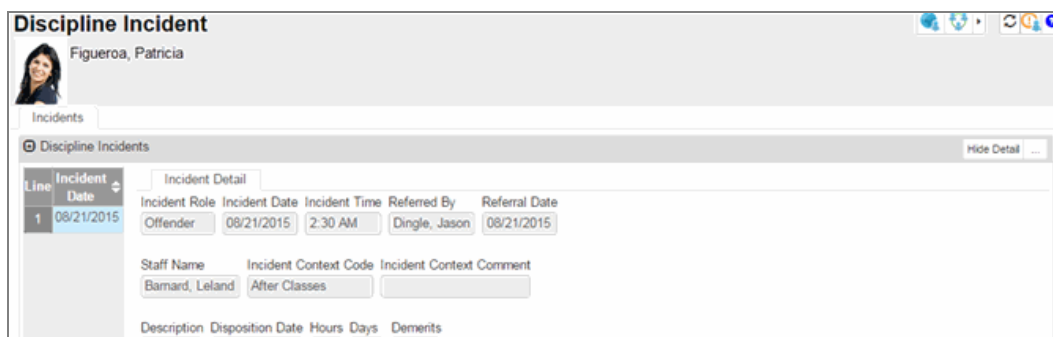 Discipline Incident
Figueroa, Patricia
Incidents
Discipline Incidents
Hide Detail ...
Line Incident Date
1 08/21/2015
Incident Detail
Incident Role Incident Date Incident Time Referred By Referral Date
Offender 08/21/2015 2:30 AM Dingle, Jason 08/21/2015
Staff Name Incident Context Code Incident Context Comment
Barnard, Leland After Classes
Description Disposition Date Hours Days Demerits